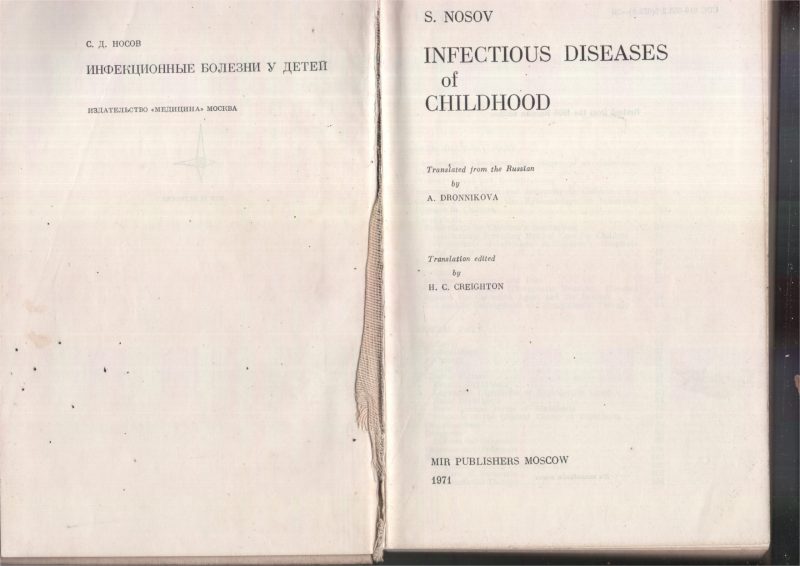 С. Д. НОСОВ
ИНФЕКЦИОННЫЕ БОЛЕЗНИ У ДЕТЕЙ
ИЗДАТЕЛЬСТВО «МЕДИЦИНА» МОСКВА
S. NOSOV
INFECTIOUS DISEASES
of
CHILDHOOD
Translated from the Russian
by
A. DRONNIKOVA
Translation edited
by
H. C. CREIGHTON
MIR PUBLISHERS MOSCOW
1971